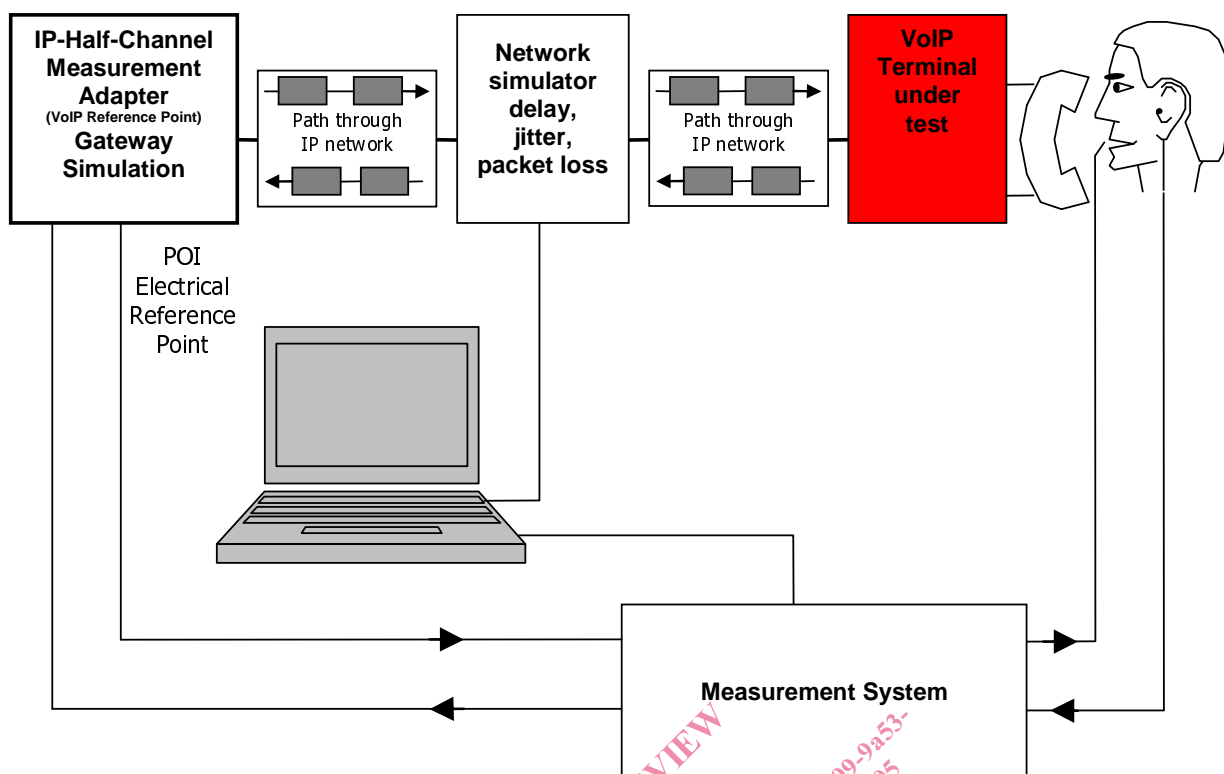 IP-Half-Channel
Measurement
Adapter
(VoIP Reference Point)
Gateway
Simulation
Path through
IP network
Network
simulator
delay,
jitter,
packet loss
Path through
IP network
VoIP
Terminal
under
test
POI
Electrical
Reference
Point
Measurement System